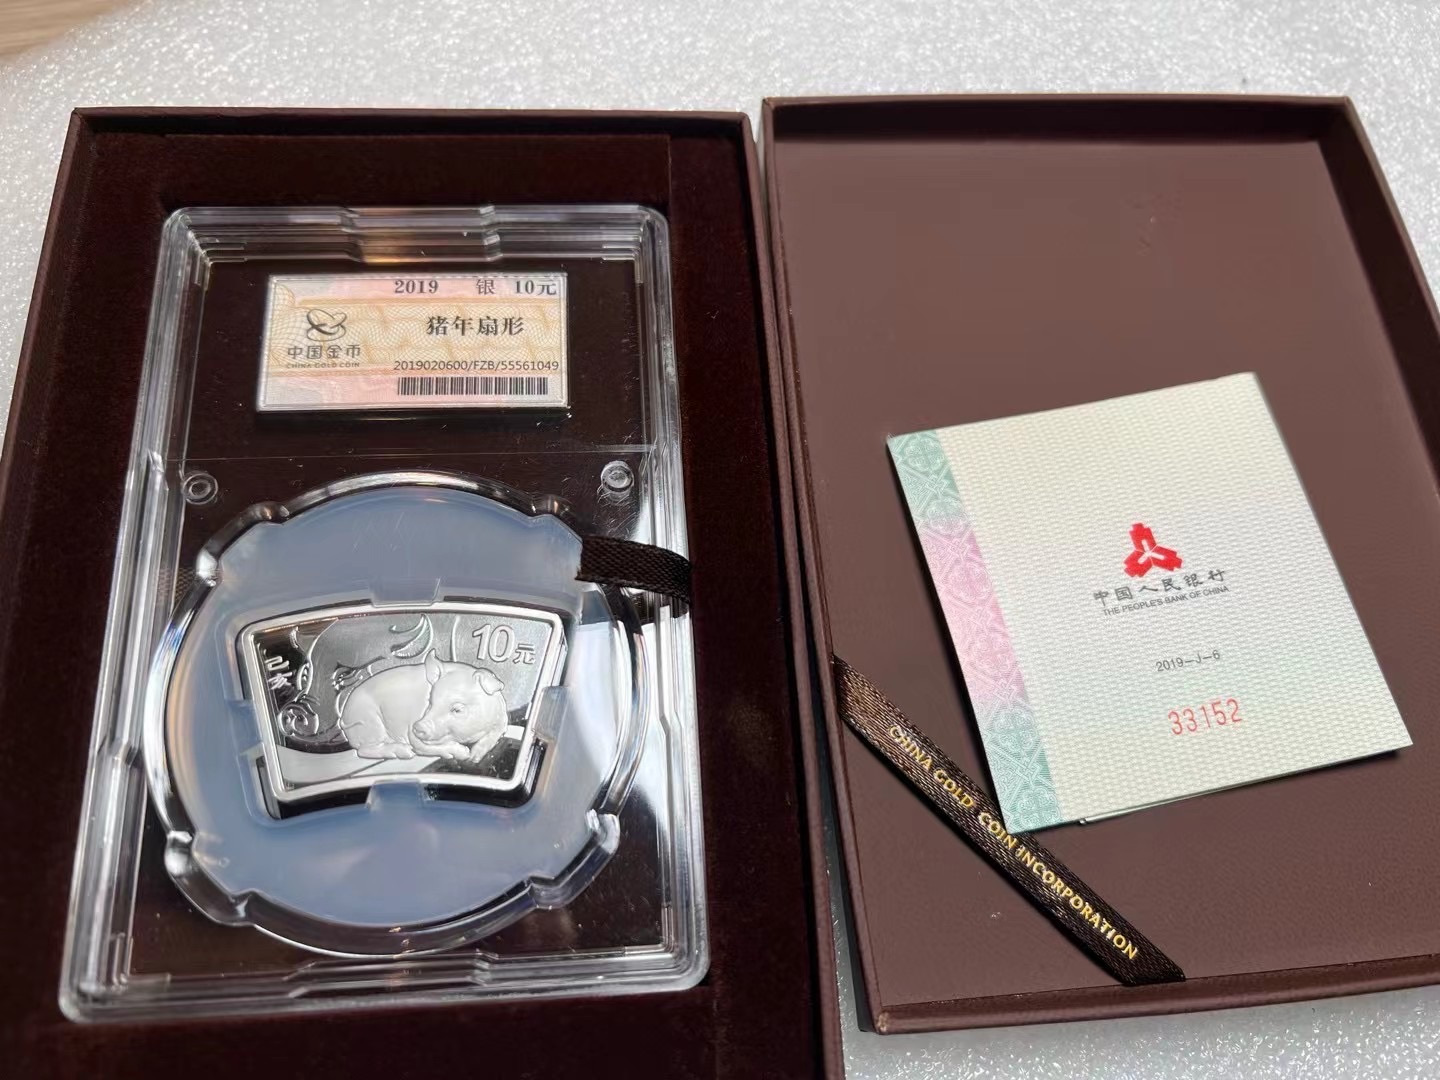 2019 银 10元
猪年扇形
中国金币
CHINA GOLD COIN
2019020600/FZB/55561049
10元
己亥
中国人民银行
THE PEOPLE'S BANK OF CHINA
2019-J-6
33152
CHINA GOLD COIN INCORPORATION